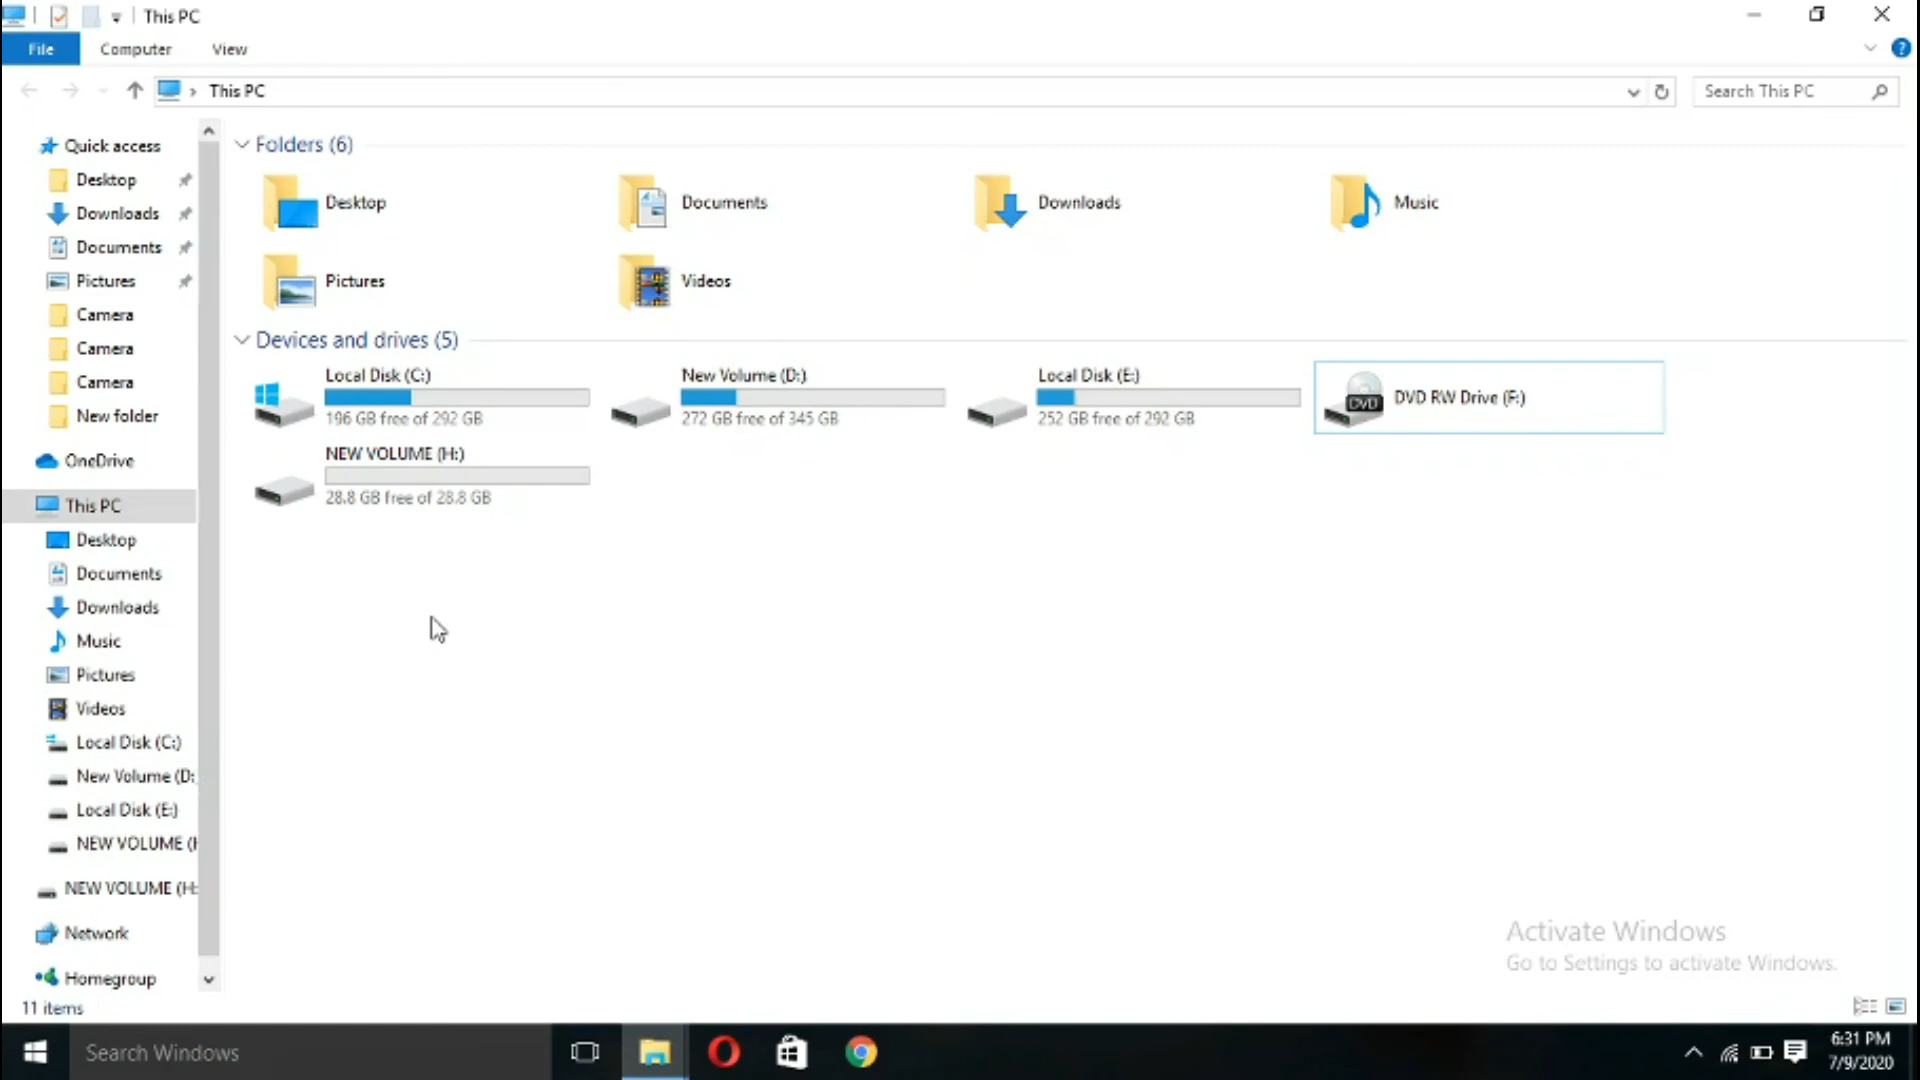 This PC
File
Computer
View
This PC
Search This PC
Quick access
Desktop
Downloads
Documents
Pictures
Camera
Camera
Camera
New folder
OneDrive
This PC
Desktop
Documents
Downloads
Music
Pictures
Videos
Local Disk (C:)
New Volume (D:
Local Disk (E:)
NEW VOLUME (H
NEW VOLUME (H:
Network
Homegroup
Folders (6)
Desktop
Documents
Downloads
Music
Pictures
Videos
Devices and drives (5)
Local Disk (C:)
196 GB free of 292 GB
New Volume (D:)
272 GB free of 345 GB
Local Disk (E:)
252 GB free of 292 GB
DVD
DVD RW Drive (F:)
NEW VOLUME (H:)
28.8 GB free of 28.8 GB
Activate Windows
Go to Settings to activate Windows.
11 items
Search Windows
6:31 PM
7/9/2020